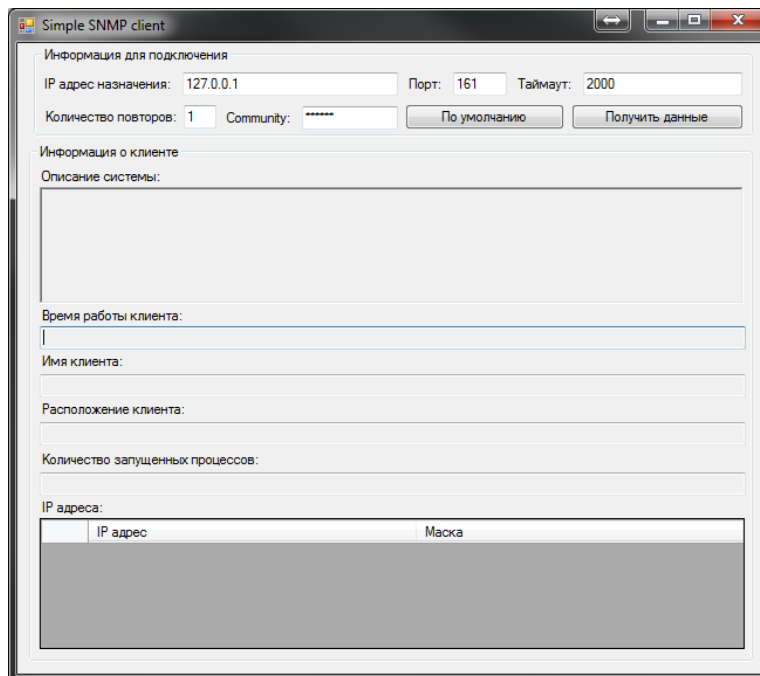 Simple SNMP client
Информация для подключения
IP адрес назначения: 127.0.0.1 Порт: 161 Таймаут: 2000
Количество повторов: 1 Community: ****** По умолчанию Получить данные
Информация о клиенте
Описание системы:
Время работы клиента:
Имя клиента:
Расположение клиента:
Количество запущенных процессов:
IP адреса:
IP адрес Маска